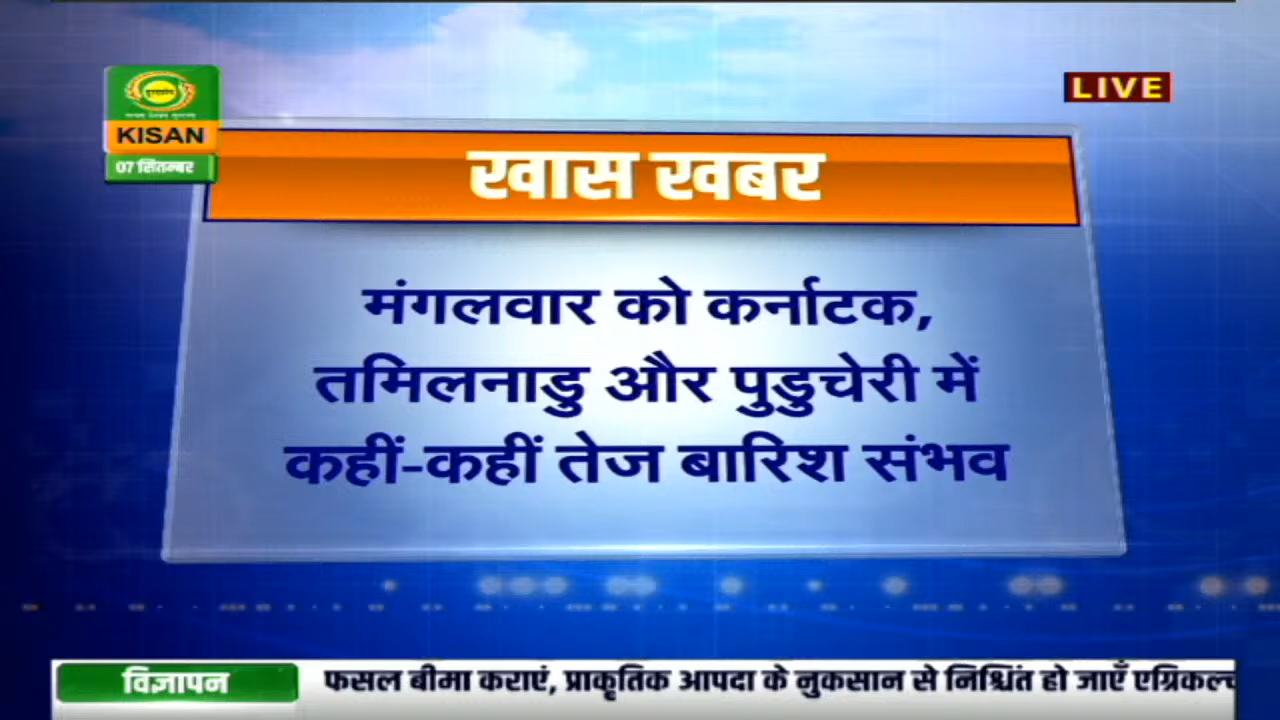 LIVE
KISAN
07 सितम्बर
खास खबर
मंगलवार को कर्नाटक,
तमिलनाडु और पुडुचेरी में
कहीं-कहीं तेज बारिश संभव
विज्ञापन
फसल बीमा कराएं, प्राकृतिक आपदा के नुकसान से निश्चिंत हो जाएँ